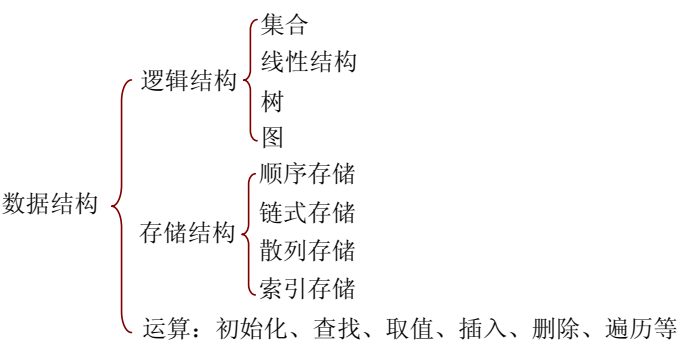 集合
线性结构
逻辑结构
树
图
顺序存储
数据结构
链式存储
存储结构
散列存储
索引存储
运算：初始化、查找、取值、插入、删除、遍历等